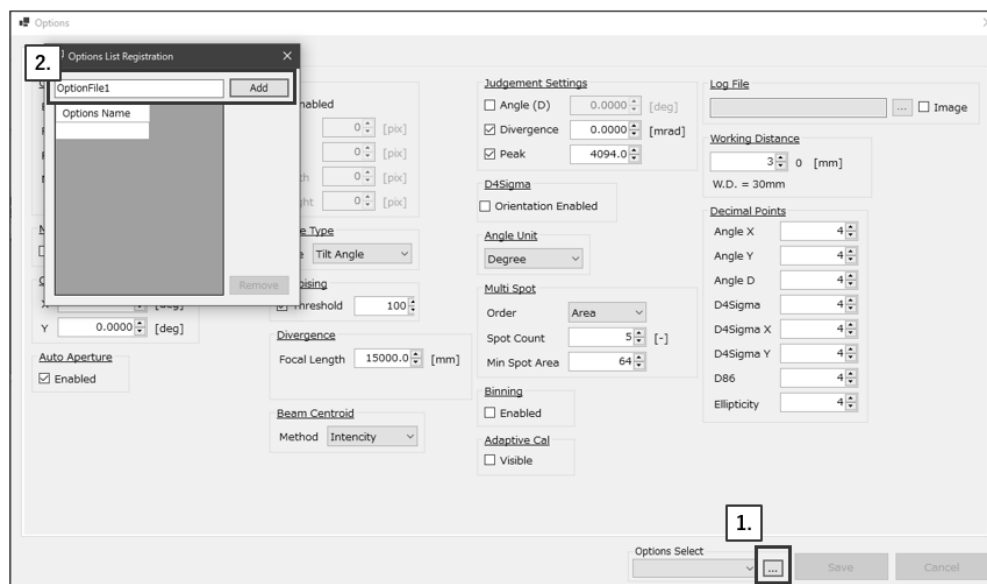 Options
2.
Options List Registration
OptionFile1
Add
Options Name
Remove
X
[deg]
Y
0.0000
[deg]
Auto Aperture
Enabled
0
[pix]
0
[pix]
0
[pix]
0
[pix]
Tilt Angle
Threshold
100
Divergence
Focal Length
15000.0
[mm]
Beam Centroid
Method
Intencity
Judgement Settings
Angle (D)
0.0000
[deg]
Divergence
0.0000
[mrad]
Peak
4094.0
D4Sigma
Orientation Enabled
Angle Unit
Degree
Multi Spot
Order
Area
Spot Count
5
[-]
Min Spot Area
64
Binning
Enabled
Adaptive Cal
Visible
Log File
...
Image
Working Distance
3
0
[mm]
W.D. = 30mm
Decimal Points
Angle X
4
Angle Y
4
Angle D
4
D4Sigma
4
D4Sigma X
4
D4Sigma Y
4
D86
4
Ellipticity
4
1.
Options Select
...
Save
Cancel